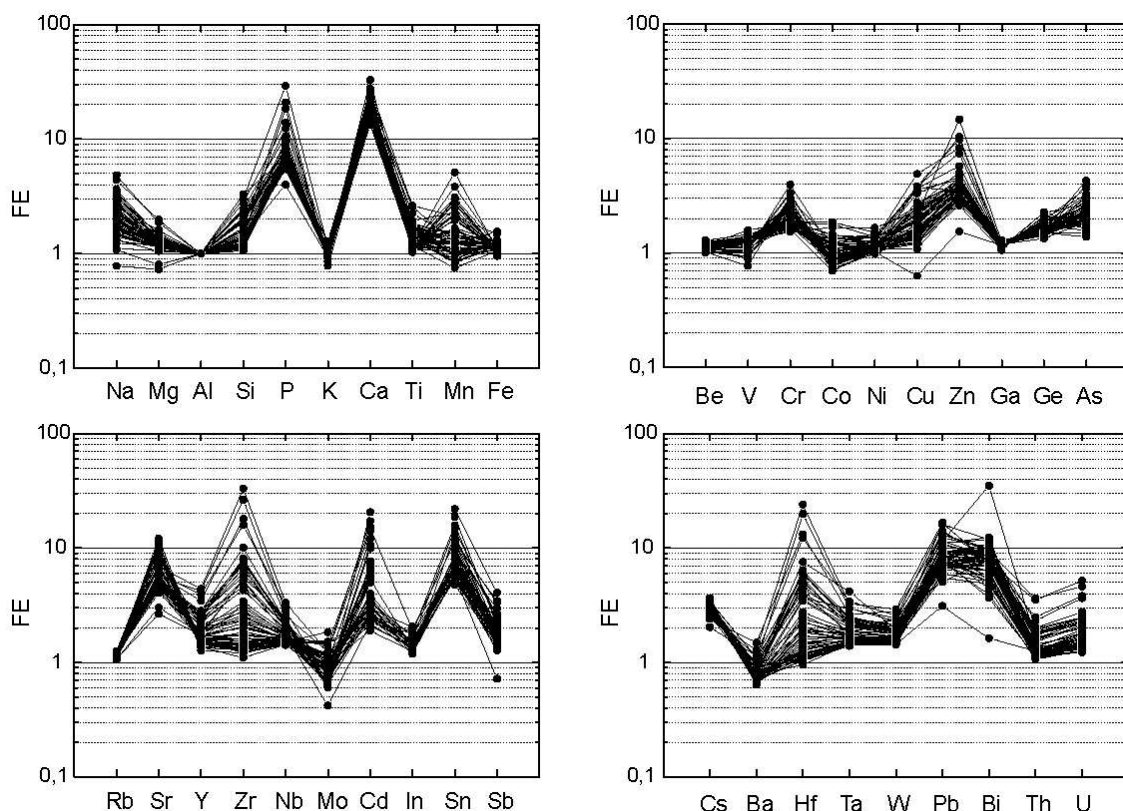 100
10
FE
1
0,1
Na Mg Al Si P K Ca Ti Mn Fe
100
10
FE
1
0,1
Be V Cr Co Ni Cu Zn Ga Ge As
100
10
FE
1
0,1
Rb Sr Y Zr Nb Mo Cd In Sn Sb
100
10
FE
1
0,1
Cs Ba Hf Ta W Pb Bi Th U